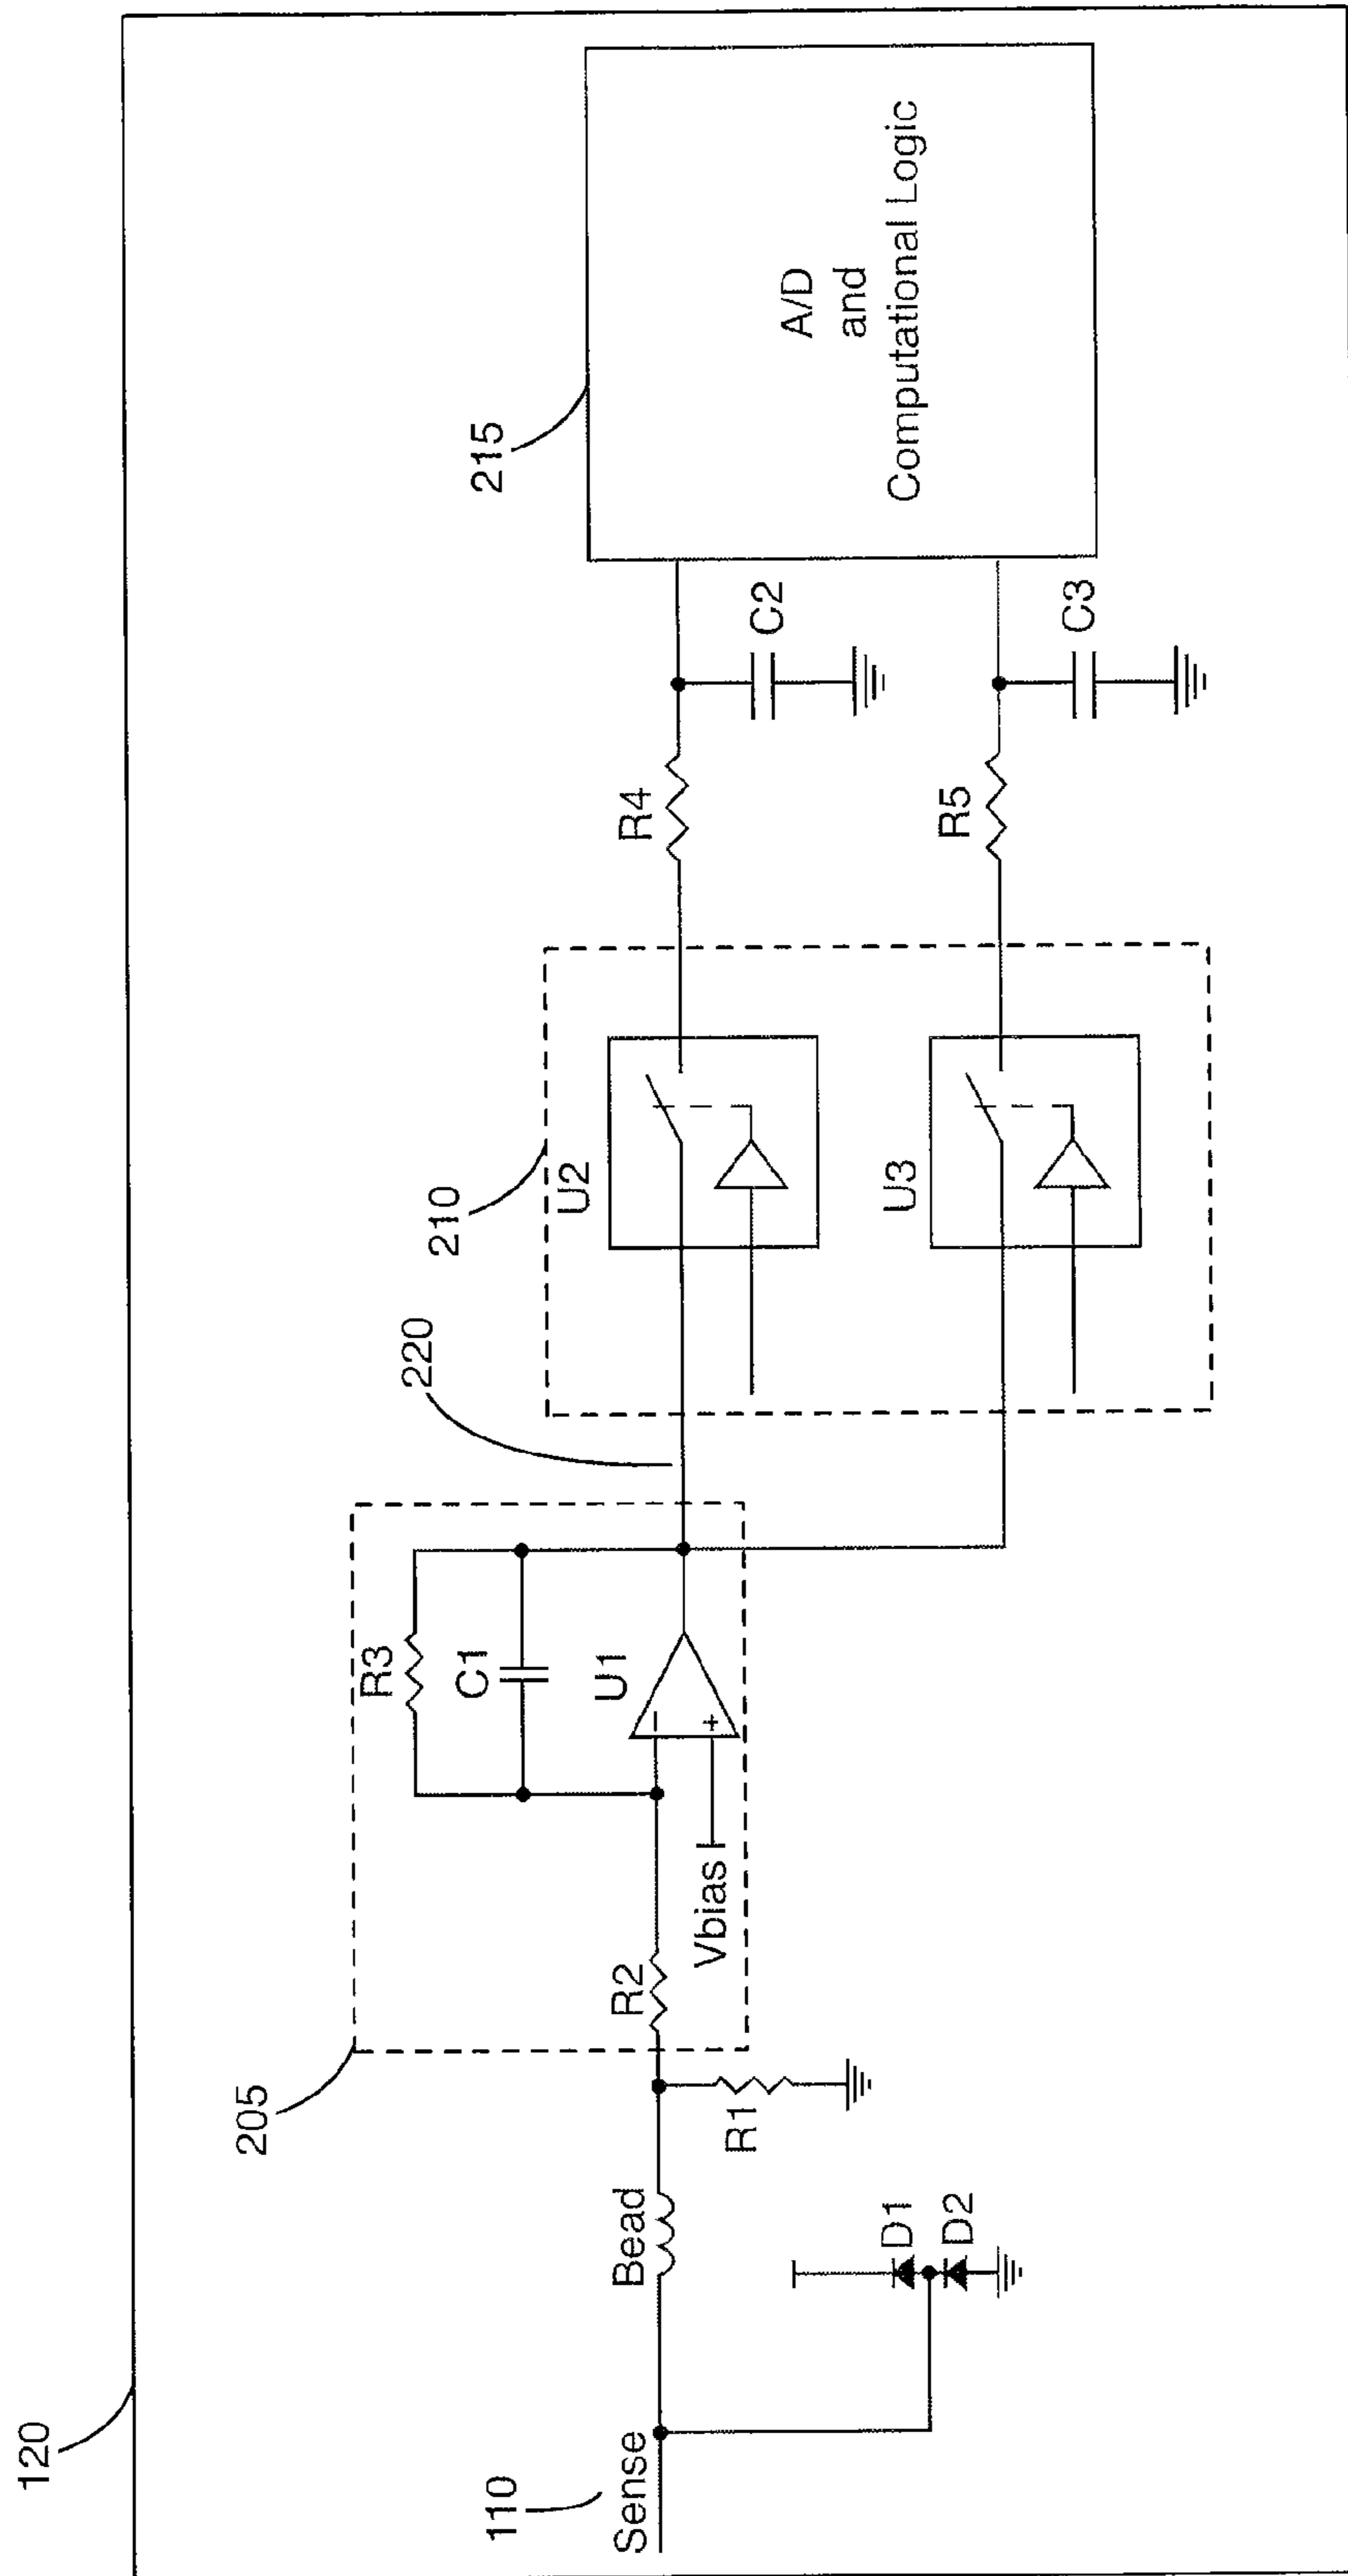 120
110
Sense
Bead
D1
D2
R1
205
R2
Vbias
R3
C1
U1
220
210
U2
U3
R4
R5
C2
C3
215
A/D
and
Computational Logic